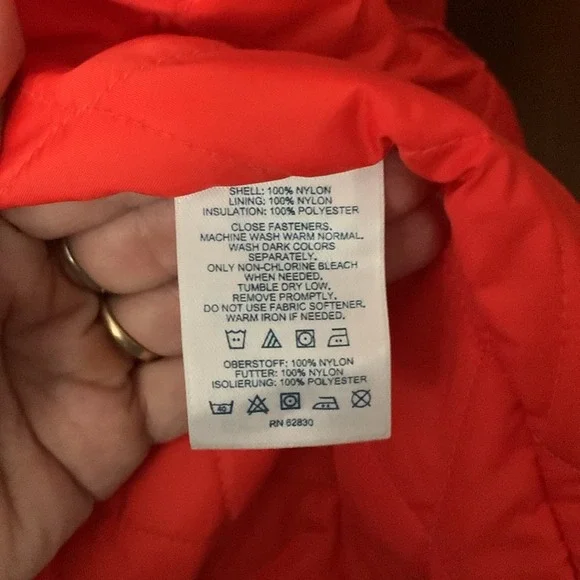 SHELL: 100% NYLON
LINING: 100% NYLON
INSULATION: 100% POLYESTER
CLOSE FASTENERS.
MACHINE WASH WARM NORMAL.
WASH DARK COLORS
SEPARATELY.
ONLY NON-CHLORINE BLEACH
WHEN NEEDED.
TUMBLE DRY LOW.
REMOVE PROMPTLY.
DO NOT USE FABRIC SOFTENER.
WARM IRON IF NEEDED.
OBERSTOFF: 100% NYLON
FUTTER: 100% NYLON
ISOLIERUNG: 100% POLYESTER
40
RN 62830